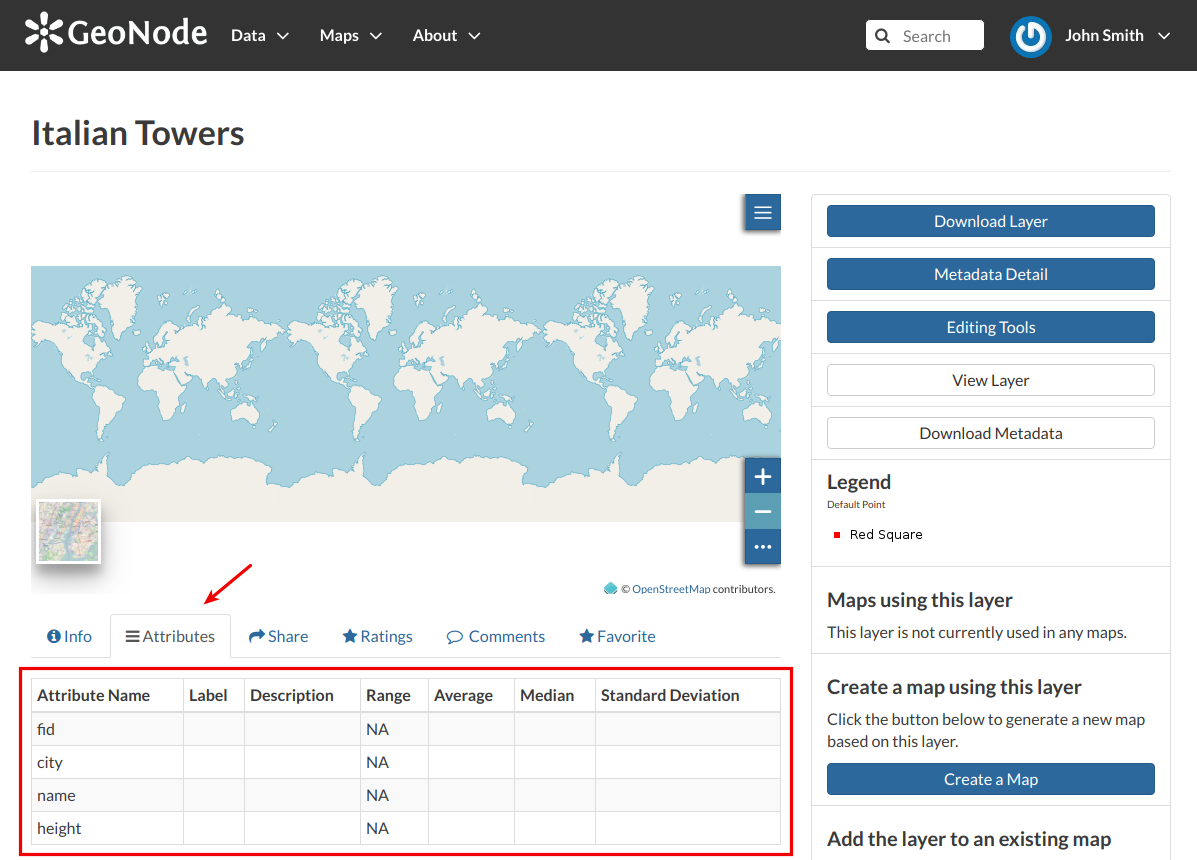 GeoNode Data Maps About Search John Smith
Italian Towers
Download Layer
Metadata Detail
Editing Tools
View Layer
Download Metadata
Legend
Default Point
Red Square
© OpenStreetMap contributors.
Info Attributes Share Ratings Comments Favorite
Attribute Name Label Description Range Average Median Standard Deviation
fid NA
city NA
name NA
height NA
Maps using this layer
This layer is not currently used in any maps.
Create a map using this layer
Click the button below to generate a new map
based on this layer.
Create a Map
Add the layer to an existing map